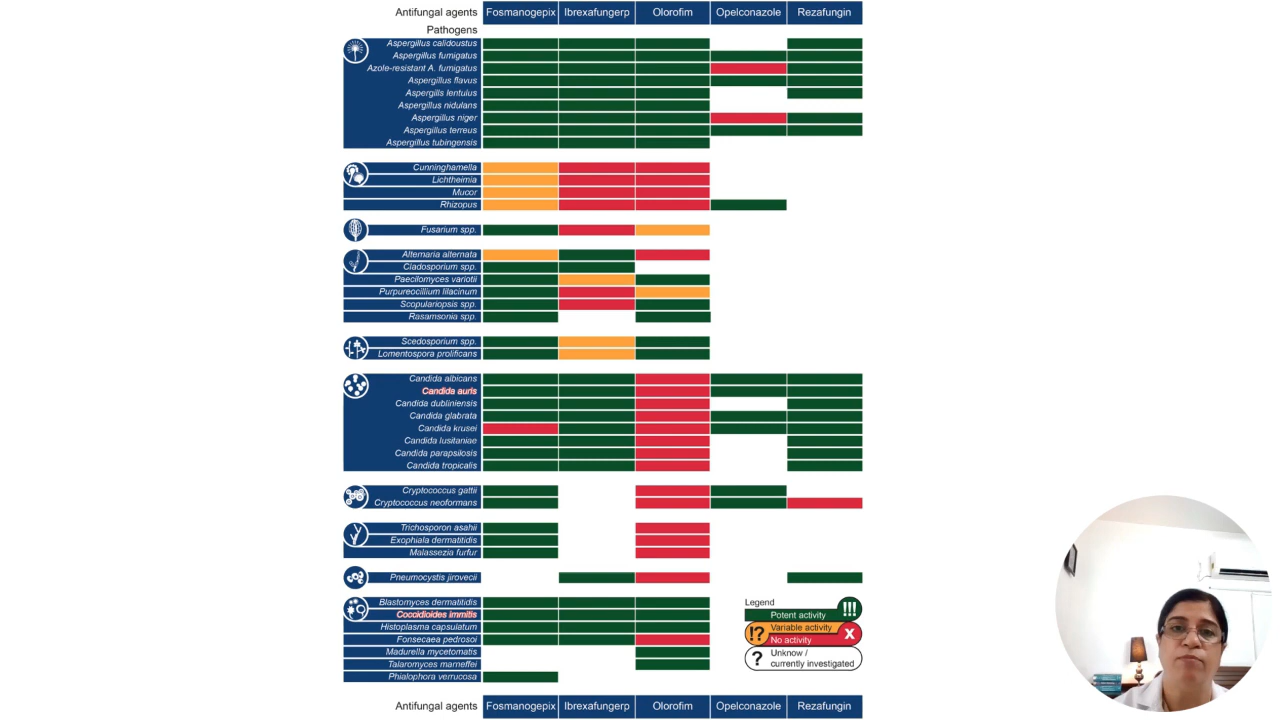 Antifungal agents Fosmanogepix Ibrexafungerp Olorofim Opelconazole Rezafungin
Pathogens
Aspergillus calidoustus
Aspergillus fumigatus
Azole-resistant A. fumigatus
Aspergillus flavus
Aspergills lentulus
Aspergillus nidulans
Aspergillus niger
Aspergillus terreus
Aspergillus tubingensis
Cunninghamella
Lichtheimia
Mucor
Rhizopus
Fusarium spp.
Alternaria alternata
Cladosporium spp.
Paecilomyces variotii
Purpureocillium lilacinum
Scopulariopsis spp.
Rasamsonia spp.
Scedosporium spp.
Lomentospora prolificans
Candida albicans
Candida auris
Candida dubliniensis
Candida glabrata
Candida krusei
Candida lusitaniae
Candida parapsilosis
Candida tropicalis
Cryptococcus gattii
Cryptococcus neoformans
Trichosporon asahii
Exophiala dermatitidis
Malassezia furfur
Pneumocystis jirovecii
Blastomyces dermatitidis
Coccidioides immitis
Histoplasma capsulatum
Fonsecaea pedrosoi
Madurella mycetomatis
Talaromyces marneffei
Phialophora verrucosa
Legend
Potent activity !!!
!? Variable activity
No activity X
? Unknow /
currently investigated
Antifungal agents Fosmanogepix Ibrexafungerp Olorofim Opelconazole Rezafungin